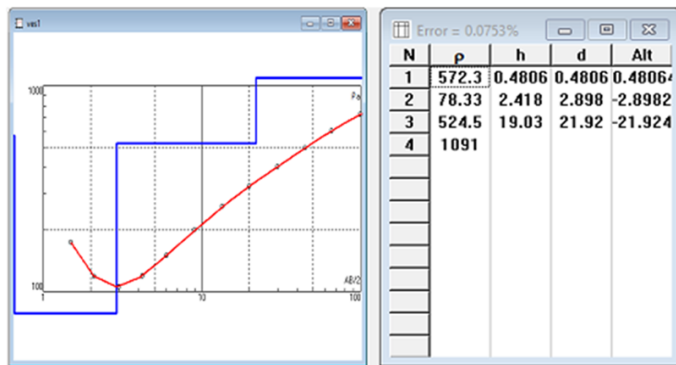 ves1
1000
ρa
100
AB/2
1
10
100
Error = 0.0753%
N ρ h d Alt
1 572.3 0.4806 0.4806 0.48064
2 78.33 2.418 2.898 -2.8982
3 524.5 19.03 21.92 -21.924
4 1091